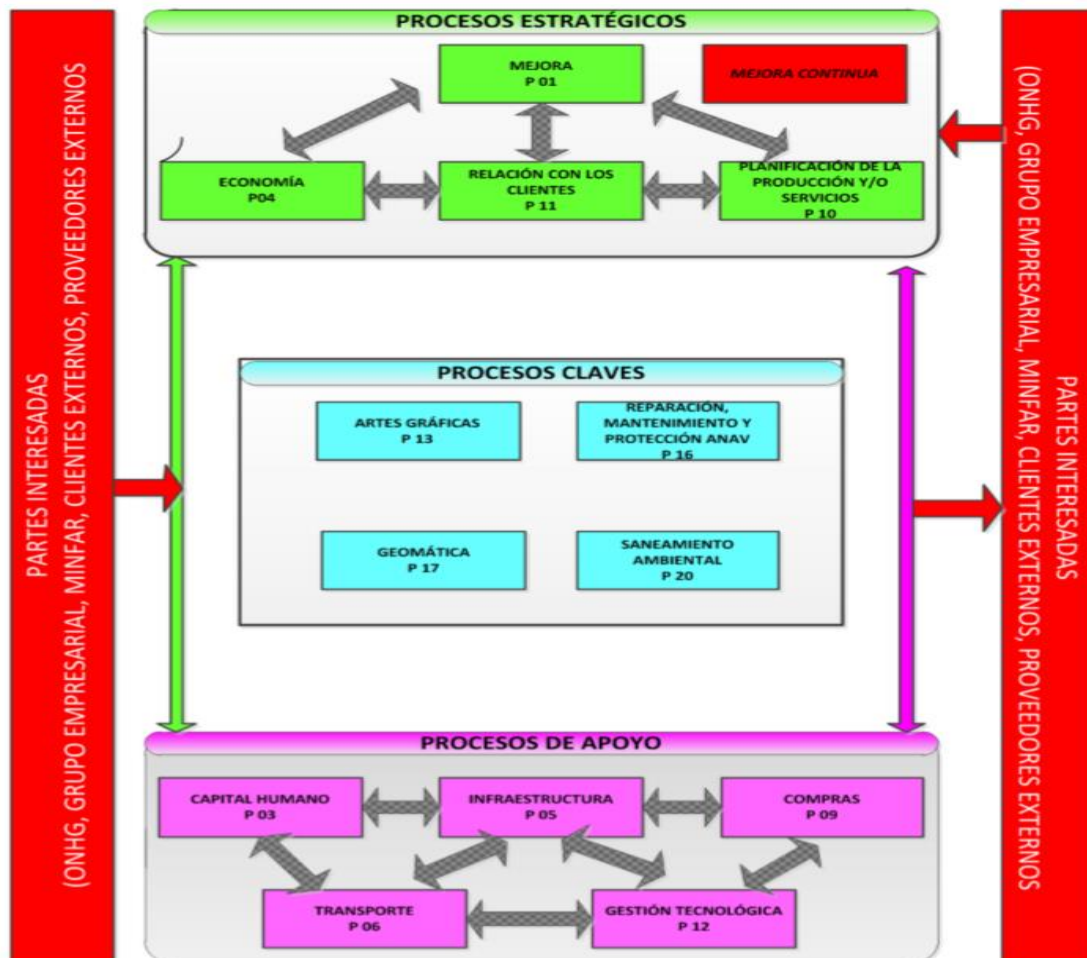 PARTES INTERESADAS
(ONHG, GRUPO EMPRESARIAL, MINFAR, CLIENTES EXTERNOS, PROVEEDORES EXTERNOS
PROCESOS ESTRATÉGICOS
MEJORA
P 01
MEJORA CONTINUA
ECONOMÍA
P04
RELACIÓN CON LOS
CLIENTES
P 11
PLANIFICACIÓN DE LA
PRODUCCIÓN Y/O
SERVICIOS
P 10
PROCESOS CLAVES
ARTES GRÁFICAS
P 13
REPARACIÓN,
MANTENIMIENTO Y
PROTECCIÓN ANAV
P 16
GEOMÁTICA
P 17
SANEAMIENTO
AMBIENTAL
P 20
PROCESOS DE APOYO
CAPITAL HUMANO
P 03
INFRAESTRUCTURA
P 05
COMPRAS
P 09
TRANSPORTE
P 06
GESTIÓN TECNOLÓGICA
P 12
PARTES INTERESADAS
(ONHG, GRUPO EMPRESARIAL, MINFAR, CLIENTES EXTERNOS, PROVEEDORES EXTERNOS